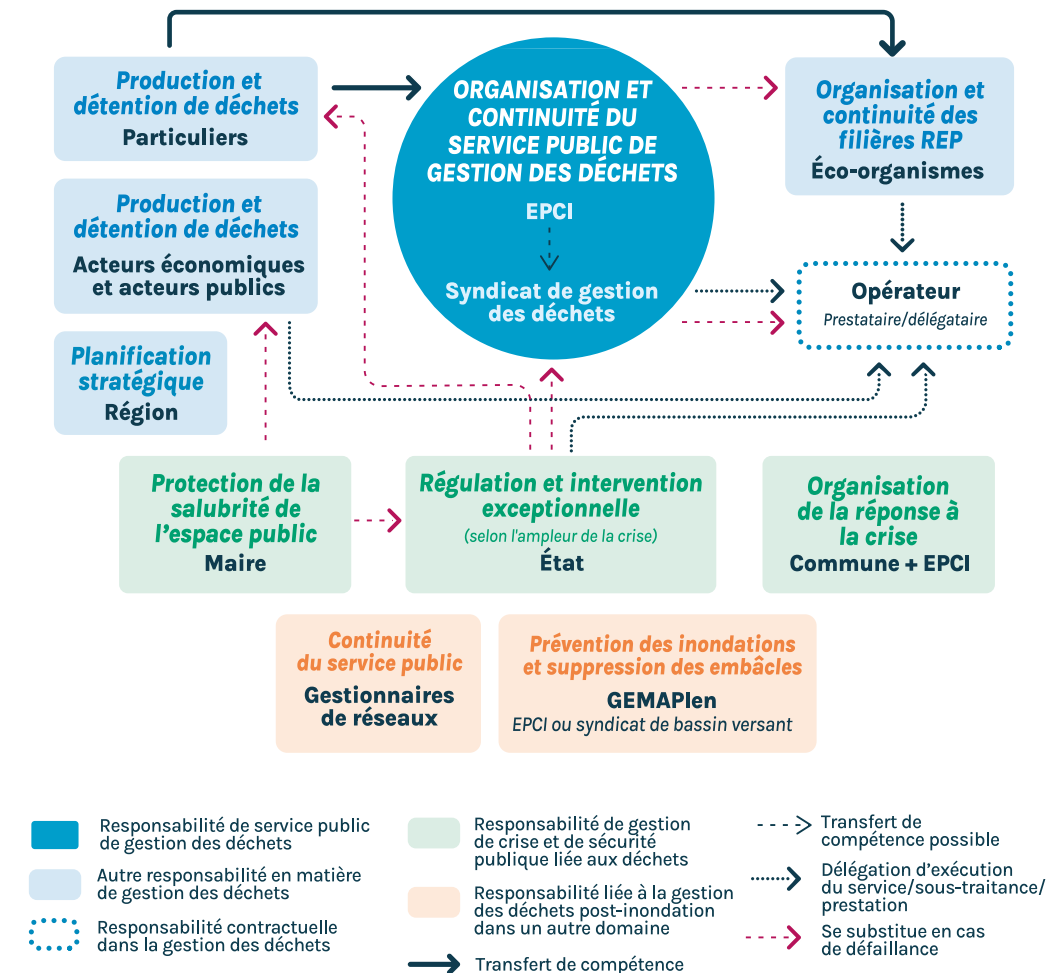 Production et
détention de déchets
Particuliers
ORGANISATION ET
CONTINUITÉ DU
SERVICE PUBLIC DE
GESTION DES DÉCHETS
EPCI
Syndicat de gestion
des déchets
Organisation et
continuité des
filières REP
Éco-organismes
Production et
détention de déchets
Acteurs économiques
et acteurs publics
Opérateur
Prestataire/délégataire
Planification
stratégique
Région
Protection de la
salubrité de
l'espace public
Maire
Régulation et intervention
exceptionnelle
(selon l'ampleur de la crise)
État
Organisation
de la réponse à
la crise
Commune + EPCI
Continuité
du service public
Gestionnaires
de réseaux
Prévention des inondations
et suppression des embâcles
GEMAPIen
EPCI ou syndicat de bassin versant
Responsabilité de service public
de gestion des déchets
Autre responsabilité en matière
de gestion des déchets
Responsabilité contractuelle
dans la gestion des déchets
Responsabilité de gestion
de crise et de sécurité
publique liée aux déchets
Responsabilité liée à la gestion
des déchets post-inondation
dans un autre domaine
Transfert de compétence
Transfert de
compétence possible
Délégation d'exécution
du service/sous-traitance/
prestation
Se substitue en cas
de défaillance